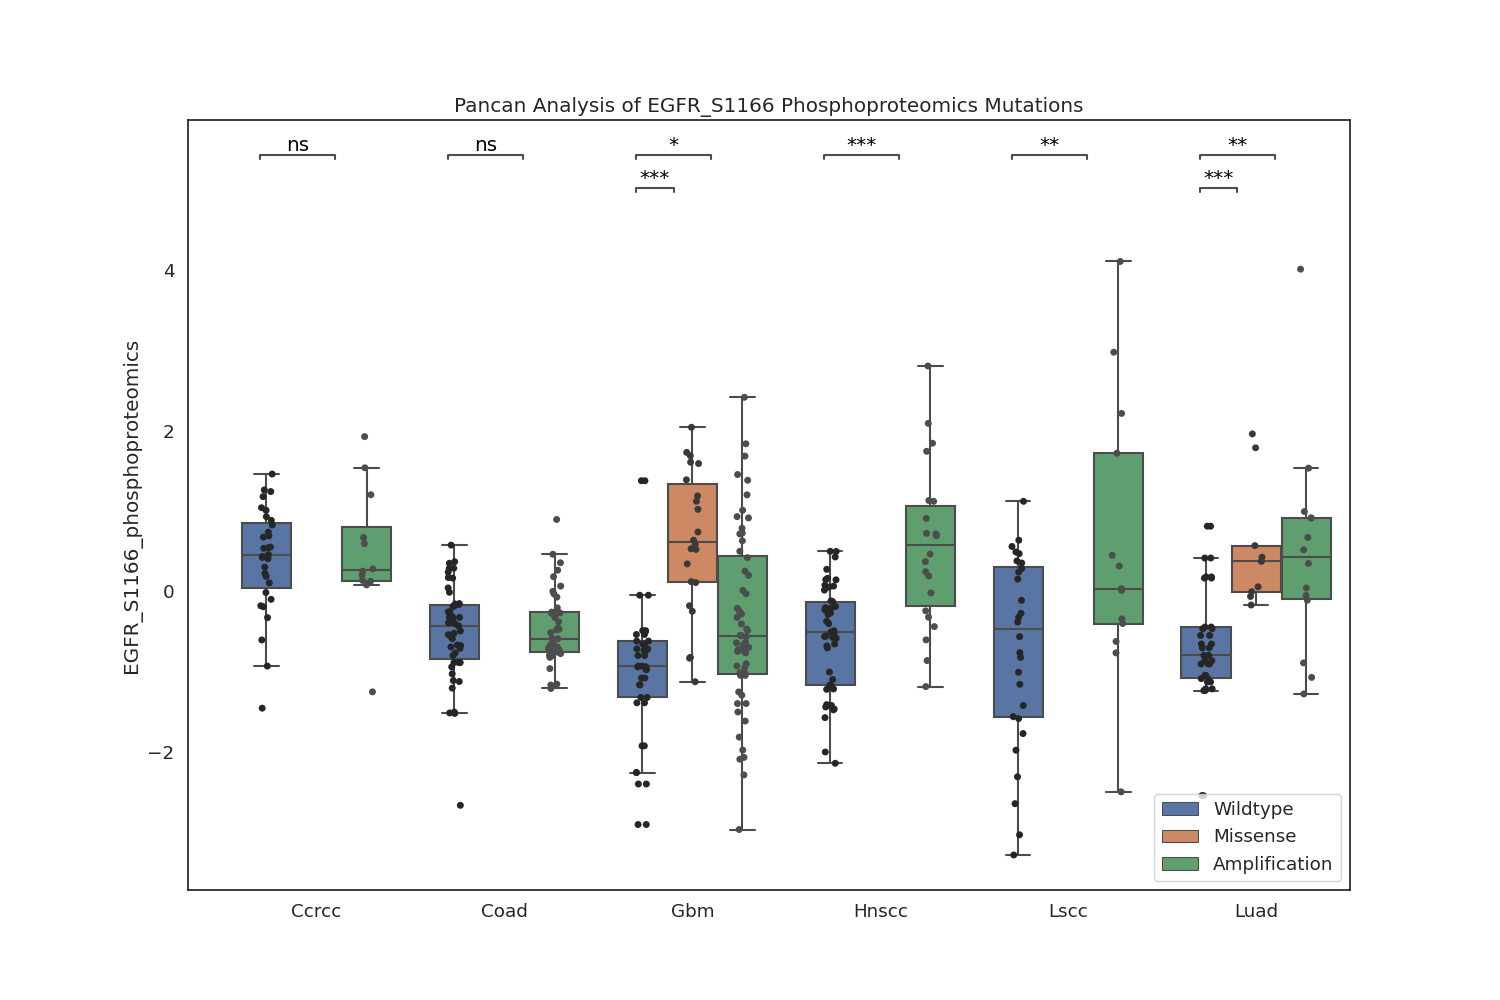 Pancan Analysis of EGFR_S1166 Phosphoproteomics Mutations
ns
ns
*
***
**
**
***
***
EGFR_S1166_phosphoproteomics
4
2
0
−2
Wildtype
Missense
Amplification
Ccrcc
Coad
Gbm
Hnscc
Lscc
Luad